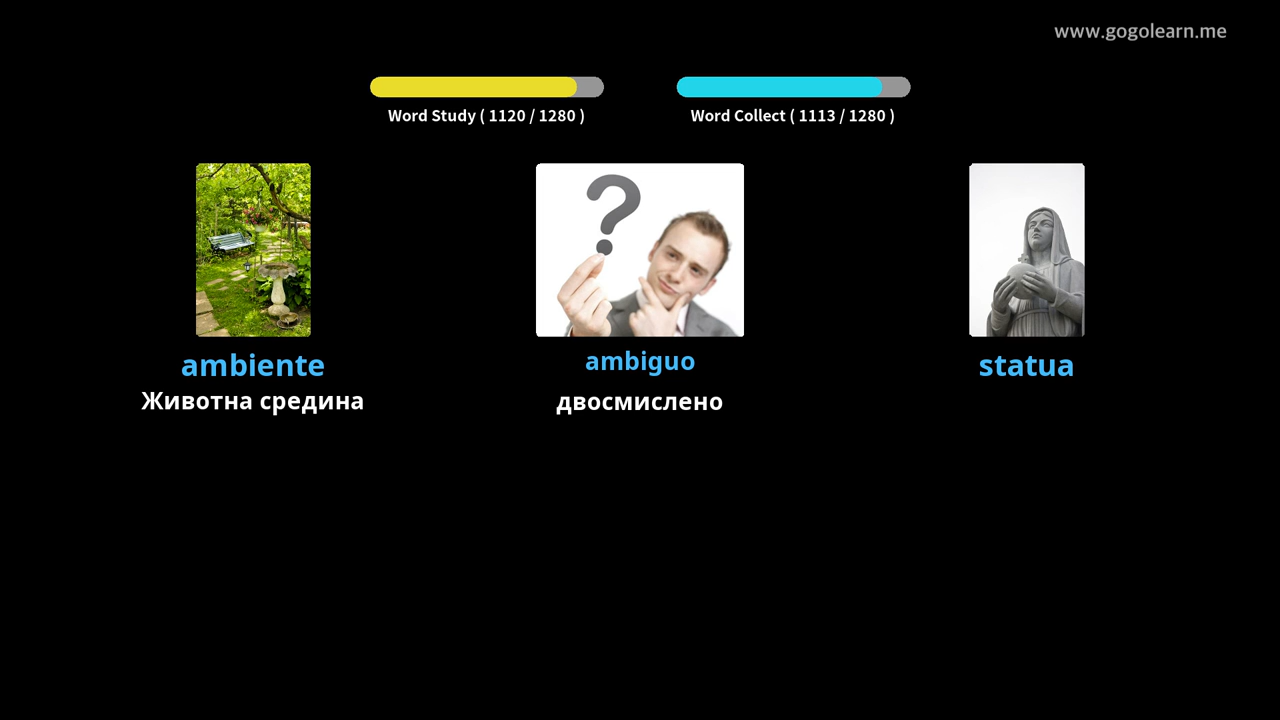 www.gogolearn.me
Word Study ( 1120 / 1280 )
Word Collect ( 1113 / 1280 )
ambiente
ambiguo
statua
Животна средина
двосмислено